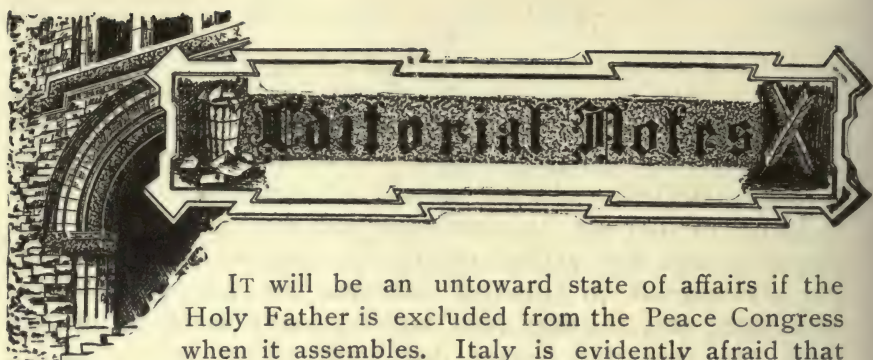 Editorial Notes
IT will be an untoward state of affairs if the
Holy Father is excluded from the Peace Congress
when it assembles. Italy is evidently afraid that